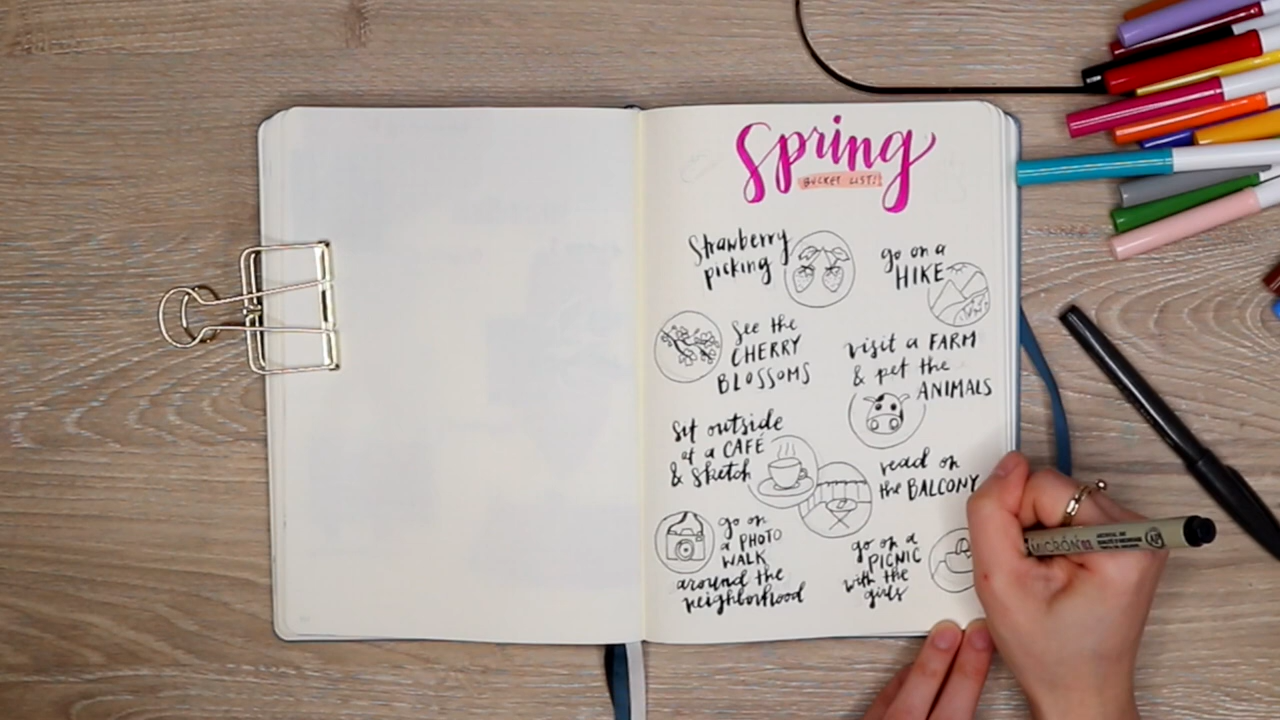 Spring
BUCKET LIST:
Strawberry
picking
go on a
HIKE
See the
CHERRY
BLOSSOMS
visit a FARM
& pet the
ANIMALS
Sit outside
at a CAFÉ
& sketch
read on
the BALCONY
go on
a PHOTO
WALK
around the
neighborhood
go on a
PICNIC
with the
girls
MICRON